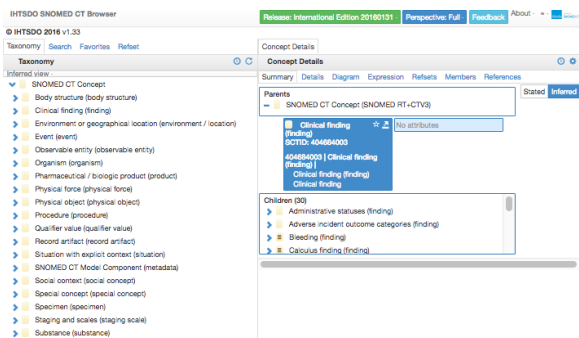 IHTSDO SNOMED CT Browser
Release: International Edition 20160131
Perspective: Full
Feedback
About
© IHTSDO 2016 v1.33
Taxonomy Search Favorites Refset
Taxonomy
Inferred view
SNOMED CT Concept
Body structure (body structure)
Clinical finding (finding)
Environment or geographical location (environment / location)
Event (event)
Observable entity (observable entity)
Organism (organism)
Pharmaceutical / biologic product (product)
Physical force (physical force)
Physical object (physical object)
Procedure (procedure)
Qualifier value (qualifier value)
Record artifact (record artifact)
Situation with explicit context (situation)
SNOMED CT Model Component (metadata)
Social context (social concept)
Special concept (special concept)
Specimen (specimen)
Staging and scales (staging scale)
Substance (substance)
Concept Details
Concept Details
Summary Details Diagram Expression Refsets Members References
Stated Inferred
Parents
SNOMED CT Concept (SNOMED RT+CTV3)
Clinical finding
(finding)
SCTID: 404684003
404684003 | Clinical finding
(finding) |
Clinical finding (finding)
Clinical finding
No attributes
Children (30)
Administrative statuses (finding)
Adverse incident outcome categories (finding)
Bleeding (finding)
Calculus finding (finding)